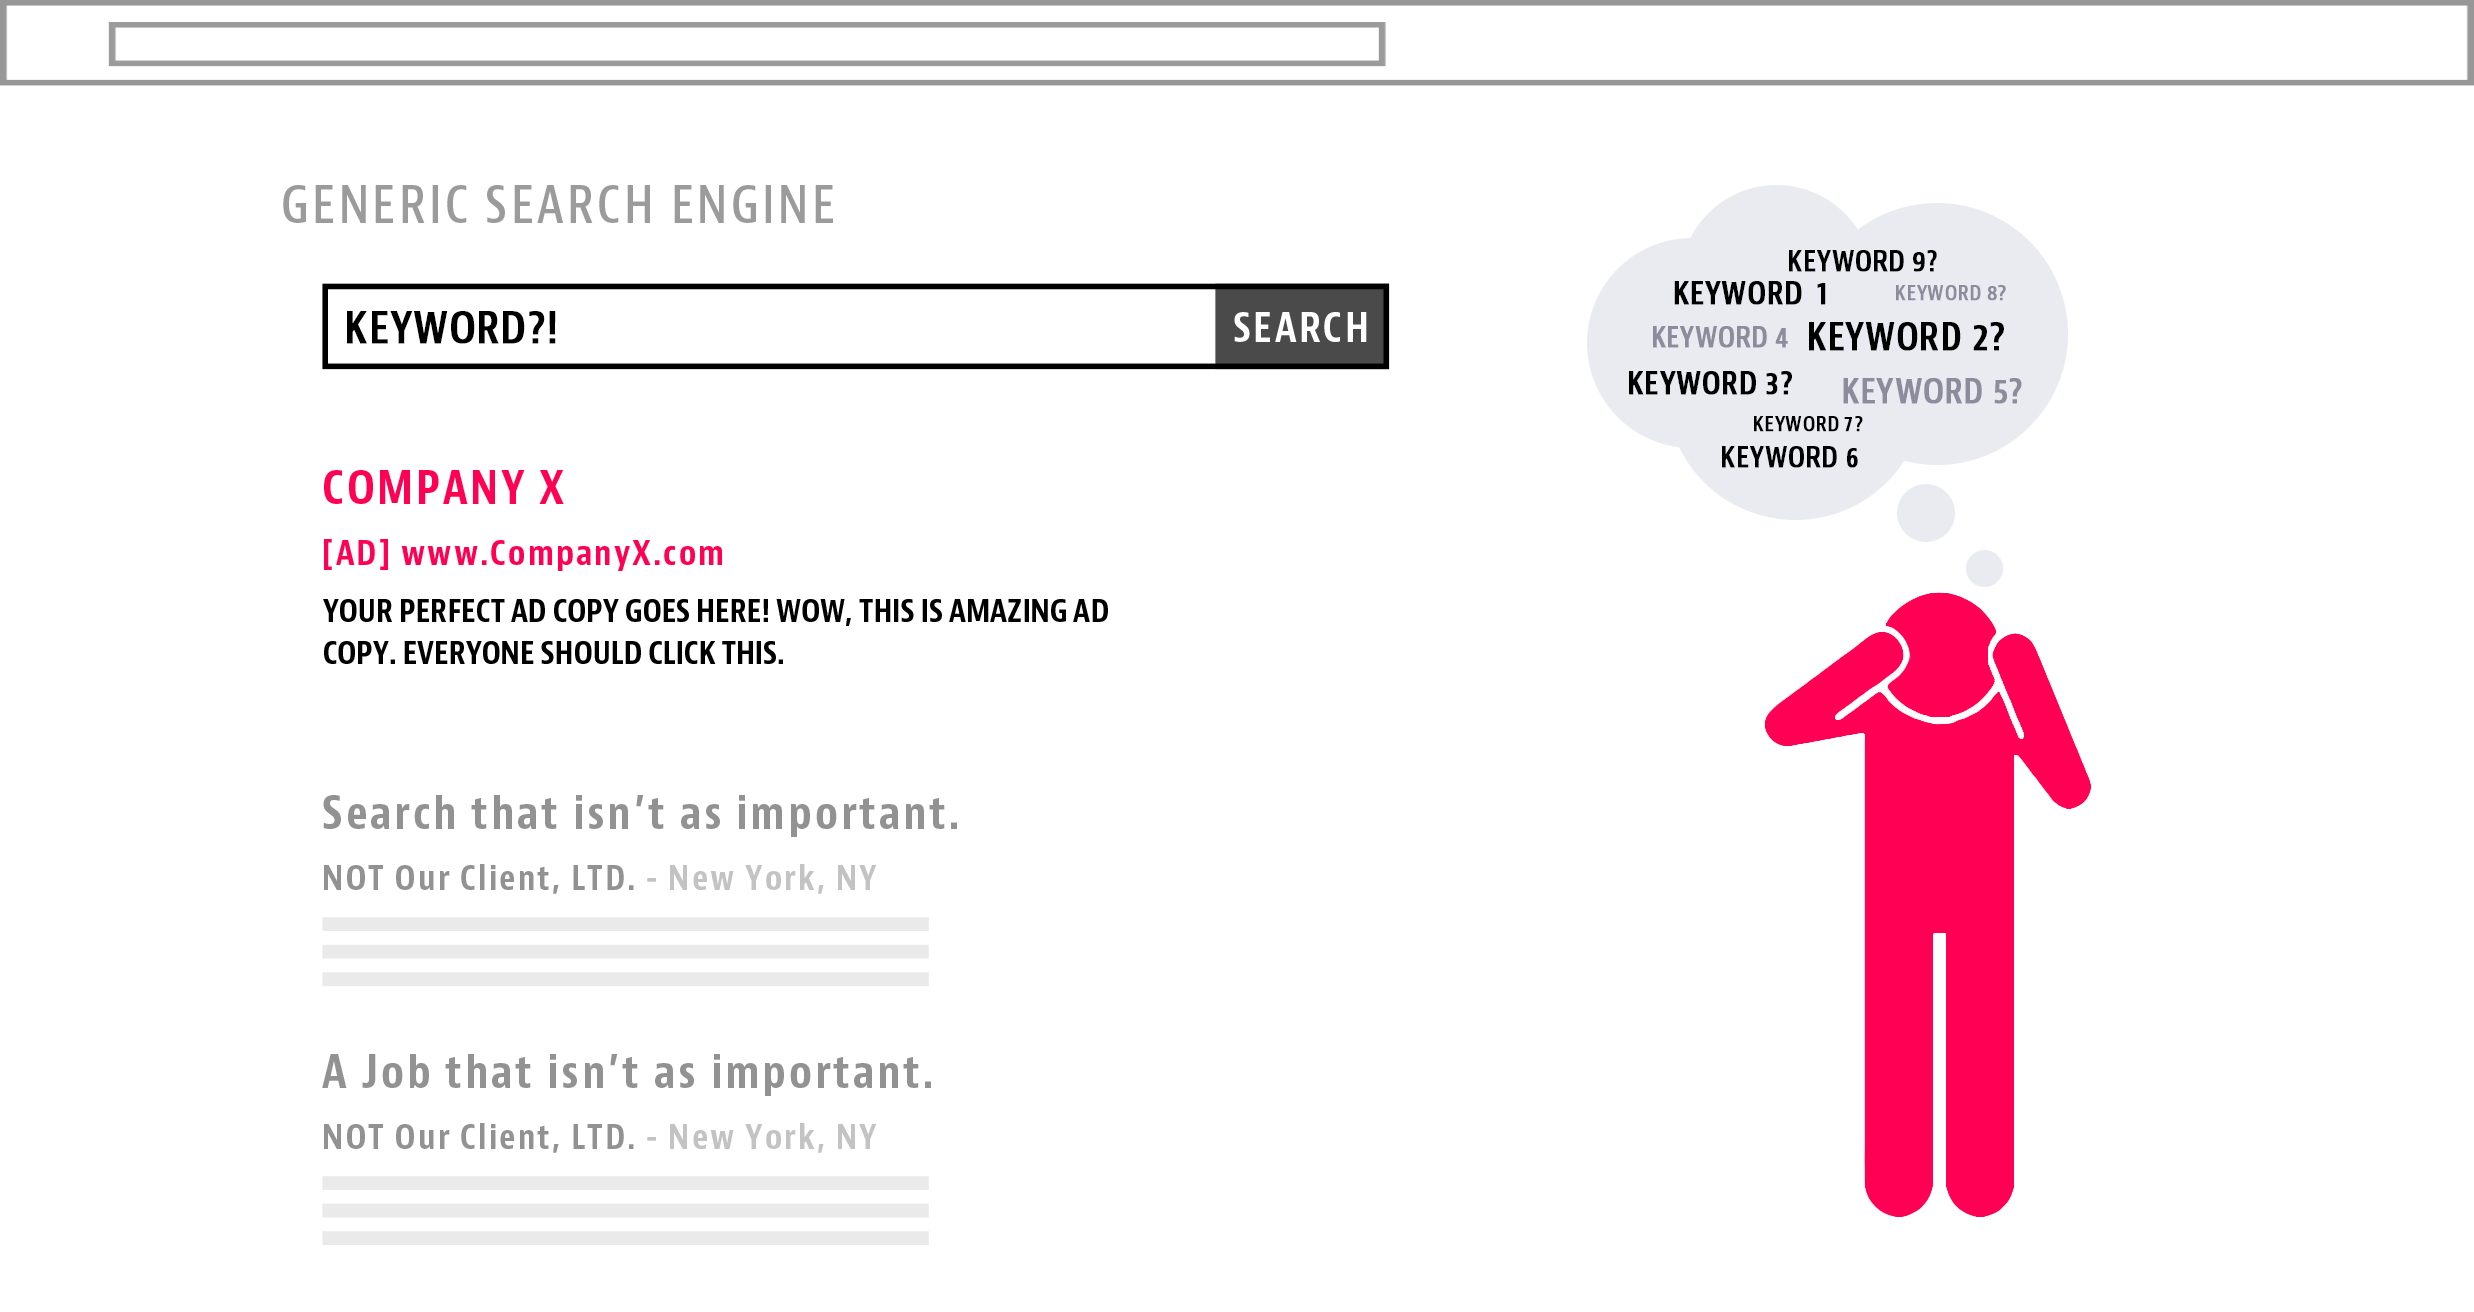 GENERIC SEARCH ENGINE
KEYWORD?! SEARCH
COMPANY X
[AD] www.CompanyX.com
YOUR PERFECT AD COPY GOES HERE! WOW, THIS IS AMAZING AD
COPY. EVERYONE SHOULD CLICK THIS.
Search that isn’t as important.
NOT Our Client, LTD. - New York, NY
A Job that isn’t as important.
NOT Our Client, LTD. - New York, NY
KEYWORD 9?
KEYWORD 1 KEYWORD 8?
KEYWORD 4 KEYWORD 2?
KEYWORD 3? KEYWORD 5?
KEYWORD 7?
KEYWORD 6